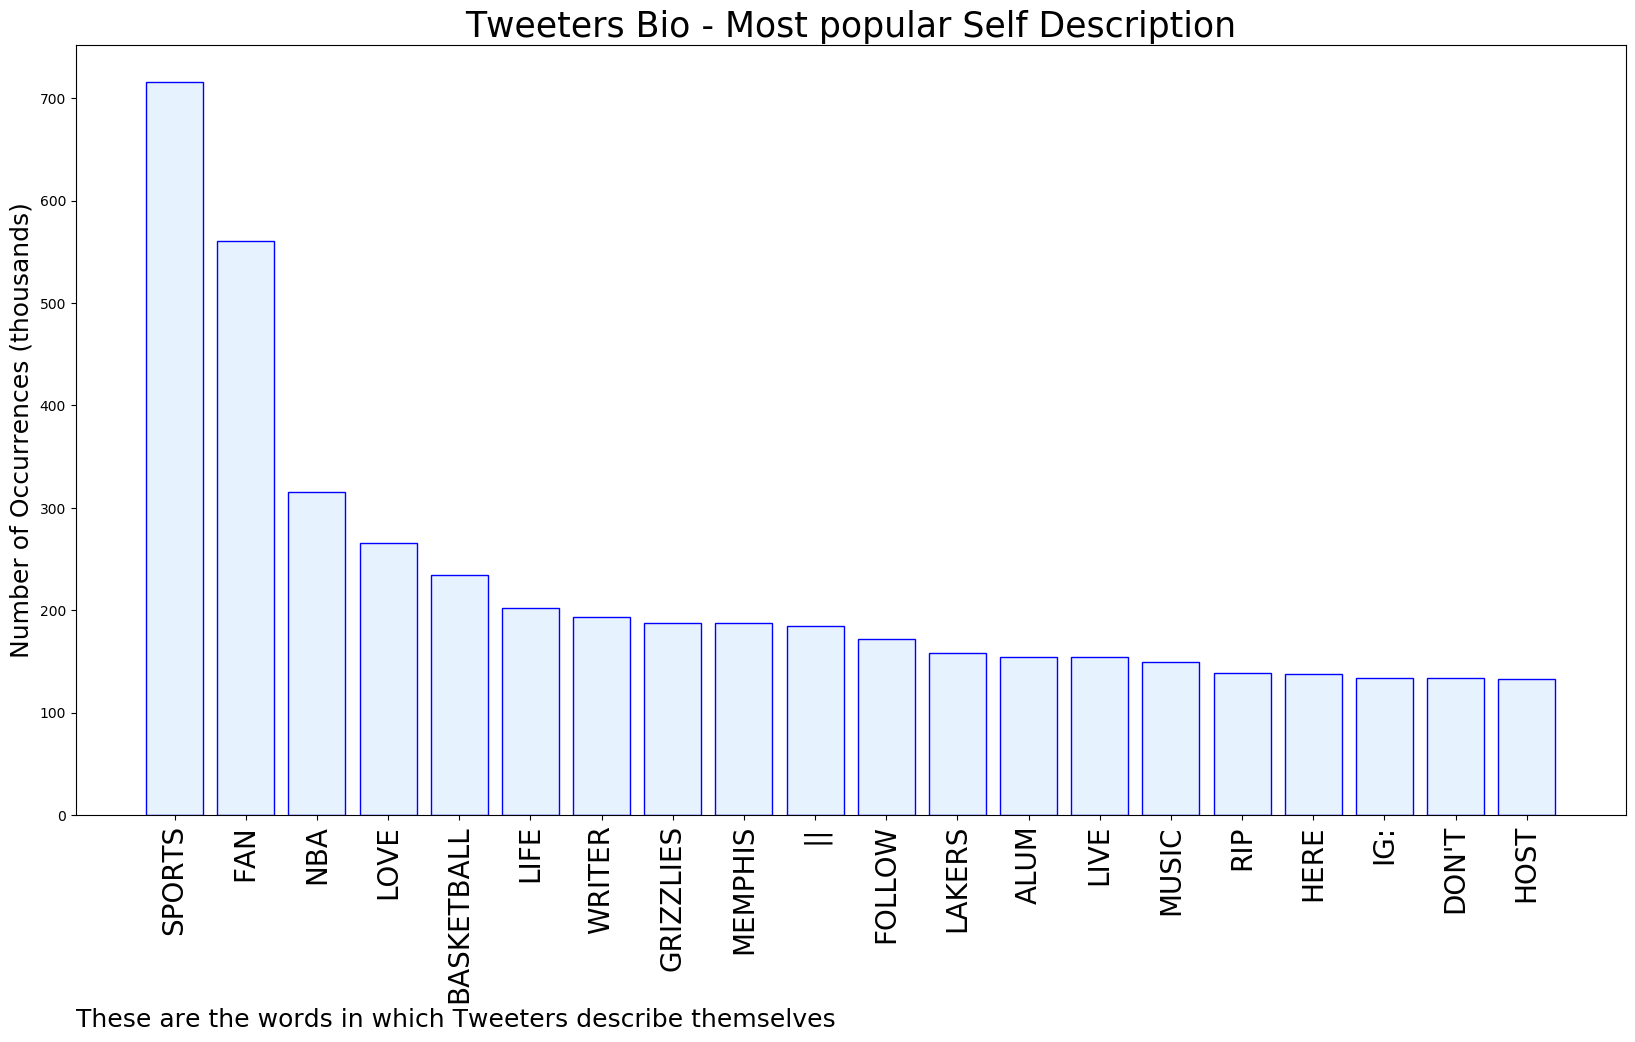 Tweeters Bio - Most popular Self Description
Number of Occurrences (thousands)
700
600
500
400
300
200
100
0
SPORTS
FAN
NBA
LOVE
BASKETBALL
LIFE
WRITER
GRIZZLIES
MEMPHIS
||
FOLLOW
LAKERS
ALUM
LIVE
MUSIC
RIP
HERE
IG:
DON'T
HOST
These are the words in which Tweeters describe themselves